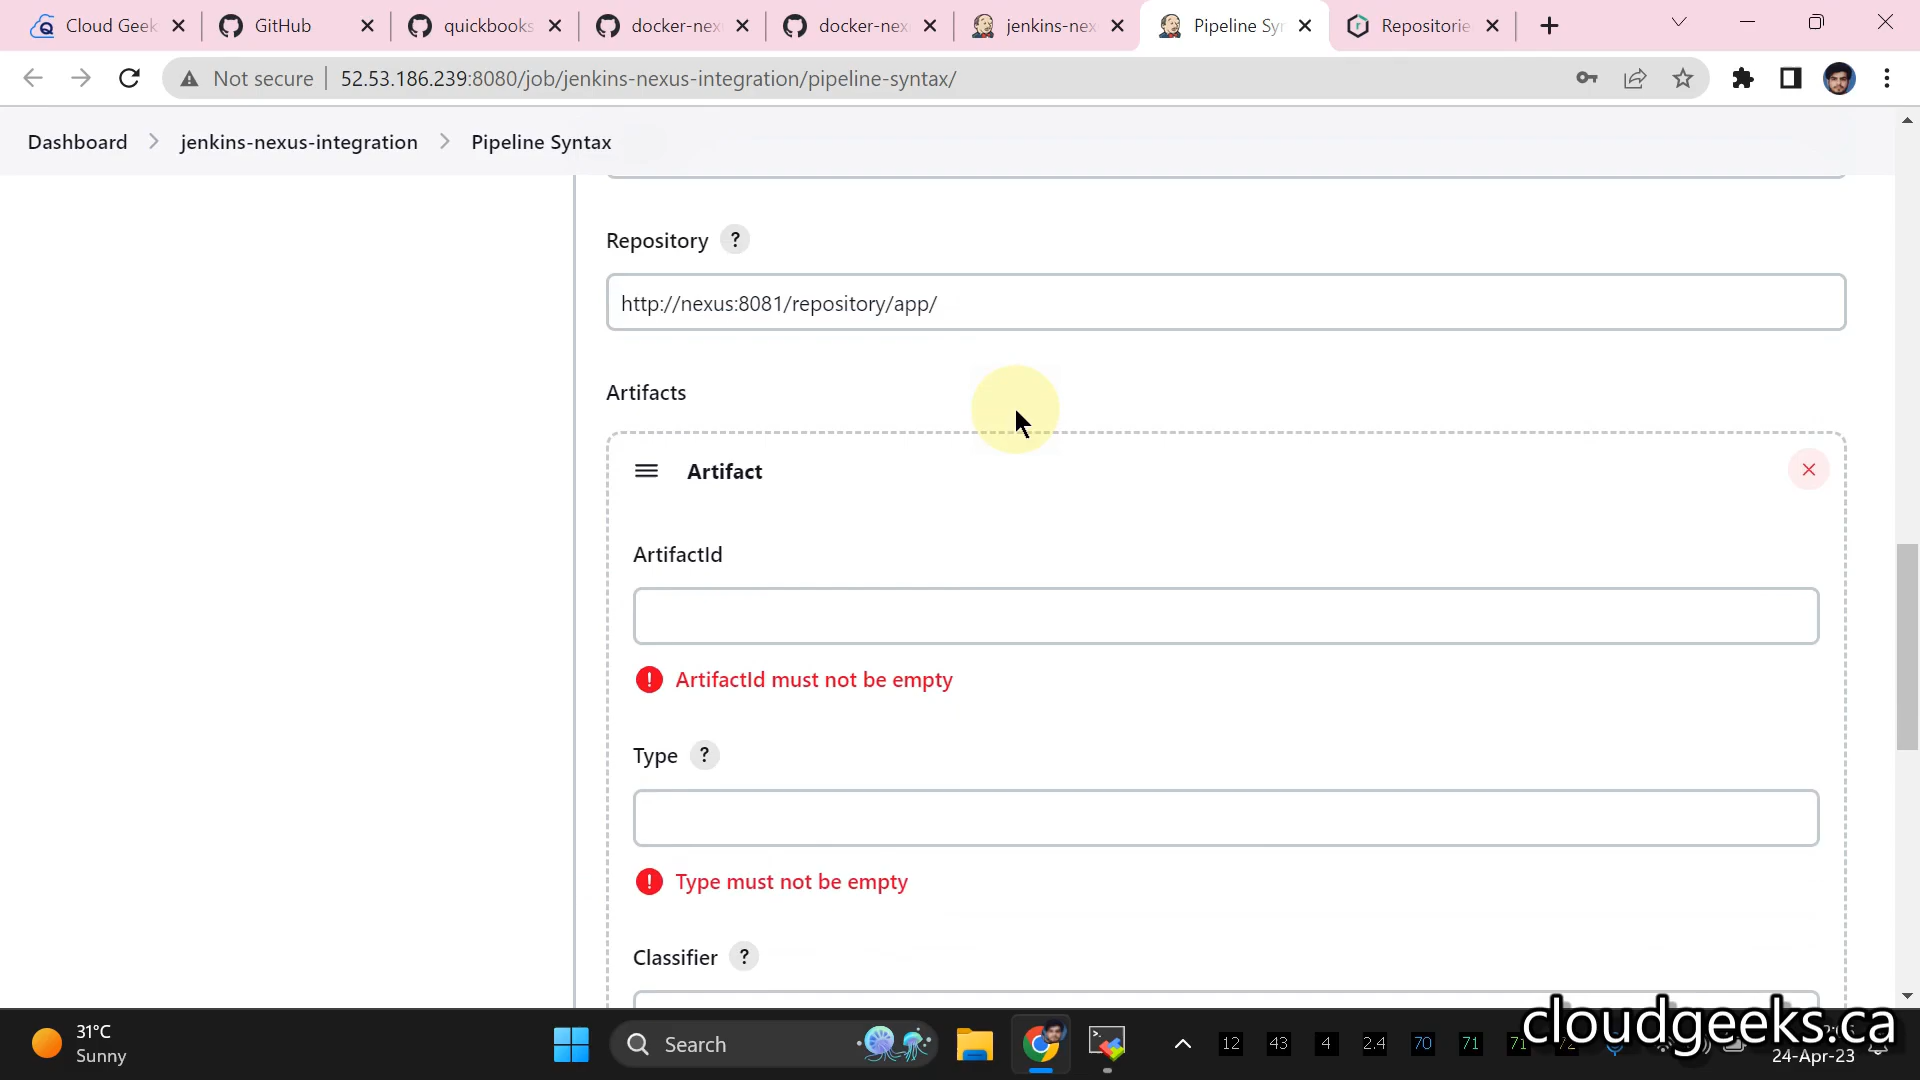 Cloud Geek
GitHub
quickbooks
docker-nex
docker-nex
jenkins-nex
Pipeline Syn
Repositorie
Not secure
52.53.186.239:8080/job/jenkins-nexus-integration/pipeline-syntax/
Dashboard
jenkins-nexus-integration
Pipeline Syntax
Repository ?
http://nexus:8081/repository/app/
Artifacts
Artifact
ArtifactId
! ArtifactId must not be empty
Type ?
! Type must not be empty
Classifier ?
31°C
Sunny
Search
12
43
4
2.4
70
71
71
cloudgeeks.ca
24-Apr-23